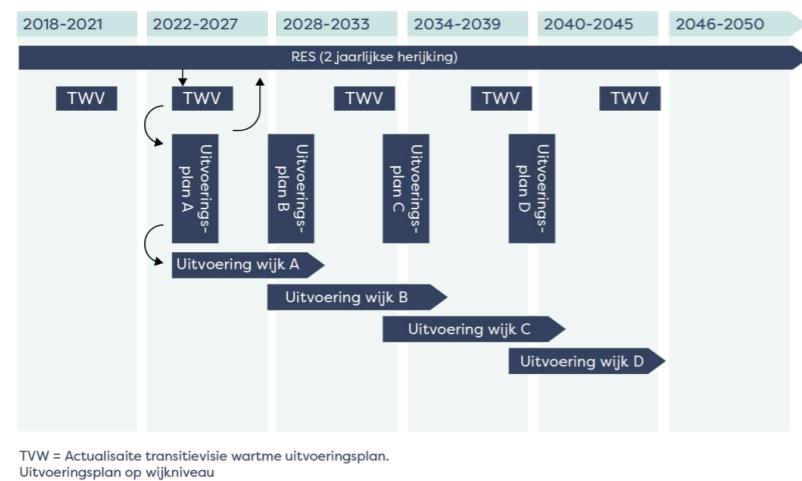 2018-2021
2022-2027
2028-2033
2034-2039
2040-2045
2046-2050
RES (2 jaarlijkse herijking)
TWV
TWV
TWV
TWV
TWV
Uitvoerings-
plan A
Uitvoerings-
plan B
Uitvoerings-
plan C
Uitvoerings-
plan D
Uitvoering wijk A
Uitvoering wijk B
Uitvoering wijk C
Uitvoering wijk D
TVW = Actualisaite transitievisie wartme uitvoeringsplan.
Uitvoeringsplan op wijkniveau